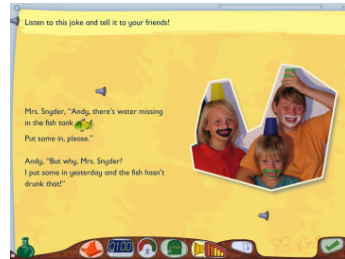 Listen to this joke and tell it to your friends!
Mrs. Snyder, "Andy, there's water missing
in the fish tank.
Put some in, please."
Andy, "But why, Mrs. Snyder?
I put some in yesterday and the fish hasn't
drunk that!"